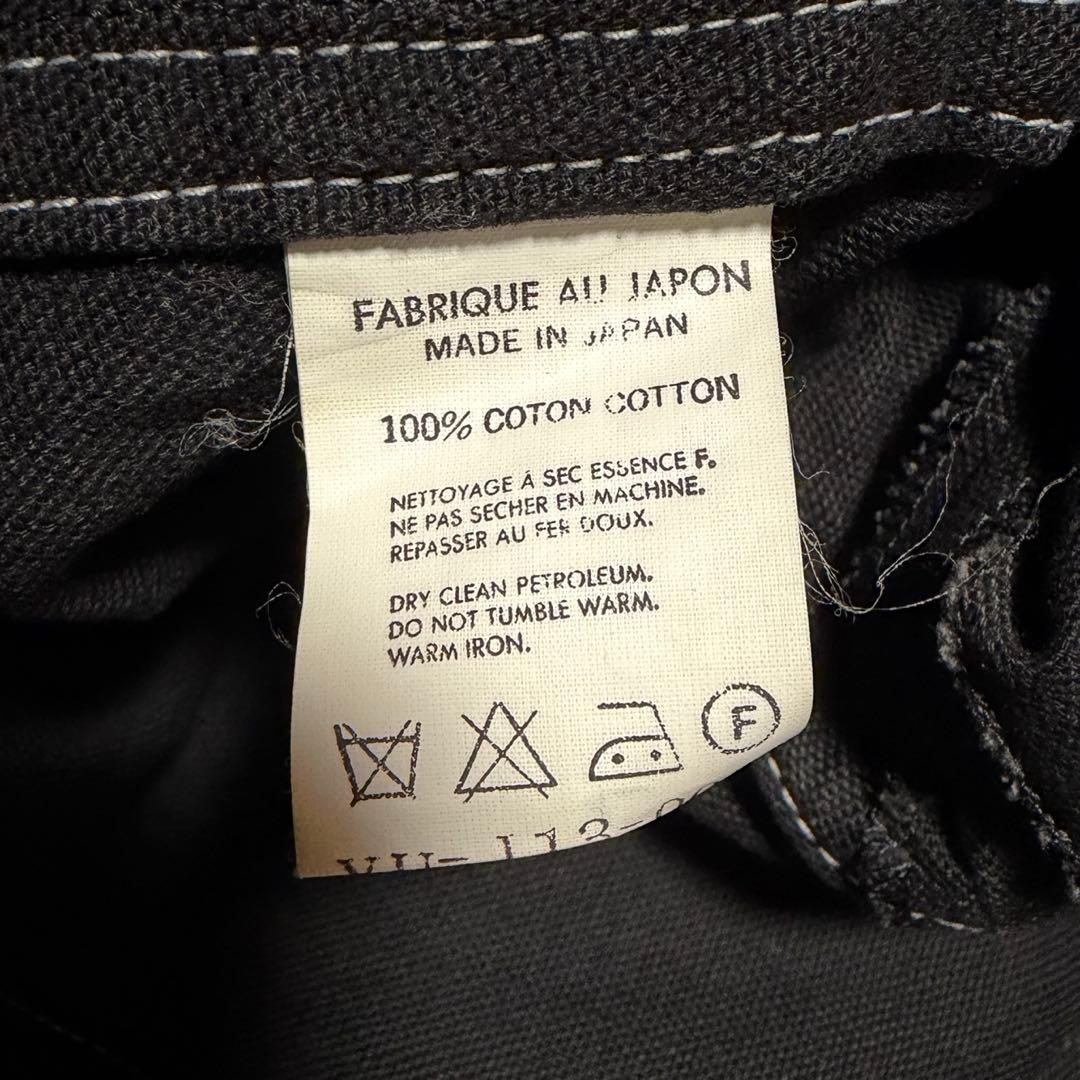 FABRIQUE AU JAPON
MADE IN JAPAN
100% COTON COTTON
NETTOYAGE À SEC ESSENCE F.
NE PAS SECHER EN MACHINE.
REPASSER AU FER DOUX.
DRY CLEAN PETROLEUM.
DO NOT TUMBLE WARM.
WARM IRON.
F